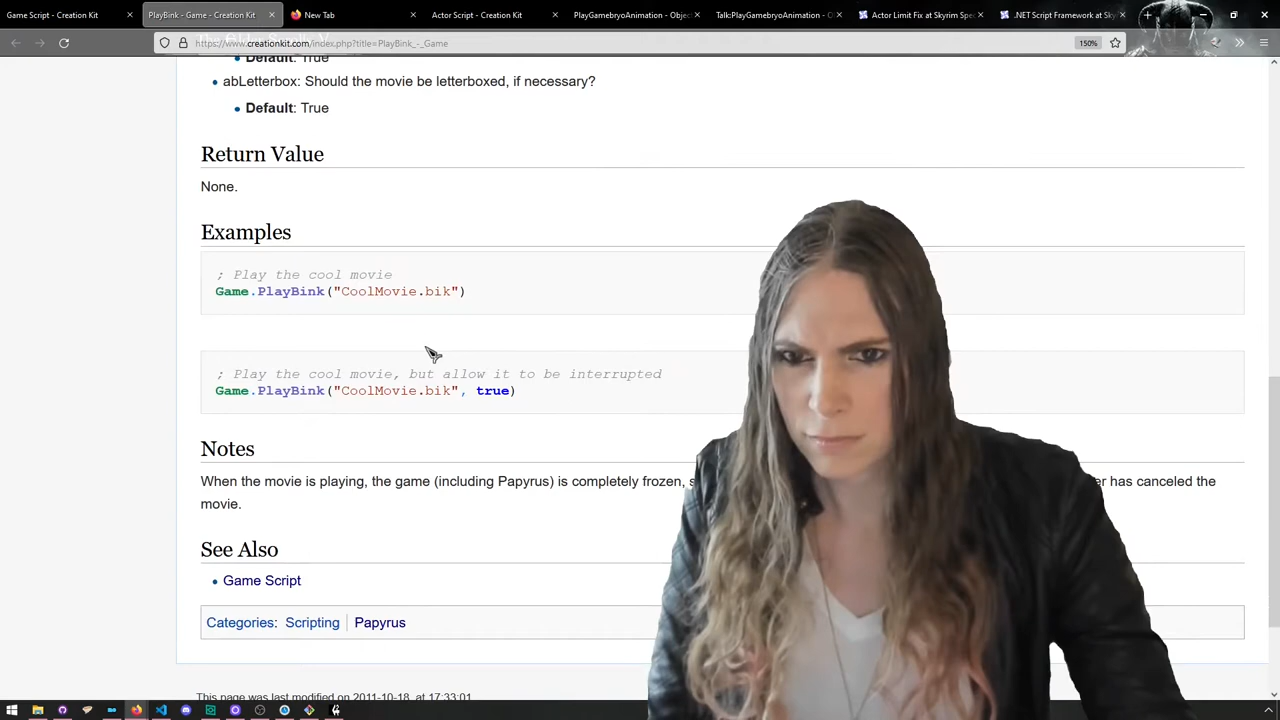 Game Script - Creation Kit
PlayBink - Game - Creation Kit
New Tab
Actor Script - Creation Kit
PlayGamebryoAnimation - Obje
Talk:PlayGamebryoAnimation - O
Actor Limit Fix at Skyrim Spe
.NET Script Framework at Sky
https://www.creationkit.com/index.php?title=PlayBink_-_Game
150%
Default: True
abLetterbox: Should the movie be letterboxed, if necessary?
Default: True
Return Value
None.
Examples
; Play the cool movie
Game.PlayBink("CoolMovie.bik")
; Play the cool movie, but allow it to be interrupted
Game.PlayBink("CoolMovie.bik", true)
Notes
When the movie is playing, the game (including Papyrus) is completely frozen, has canceled the
movie.
See Also
Game Script
Categories: Scripting | Papyrus
This page was last modified on 2011-10-18, at 17:33:01.